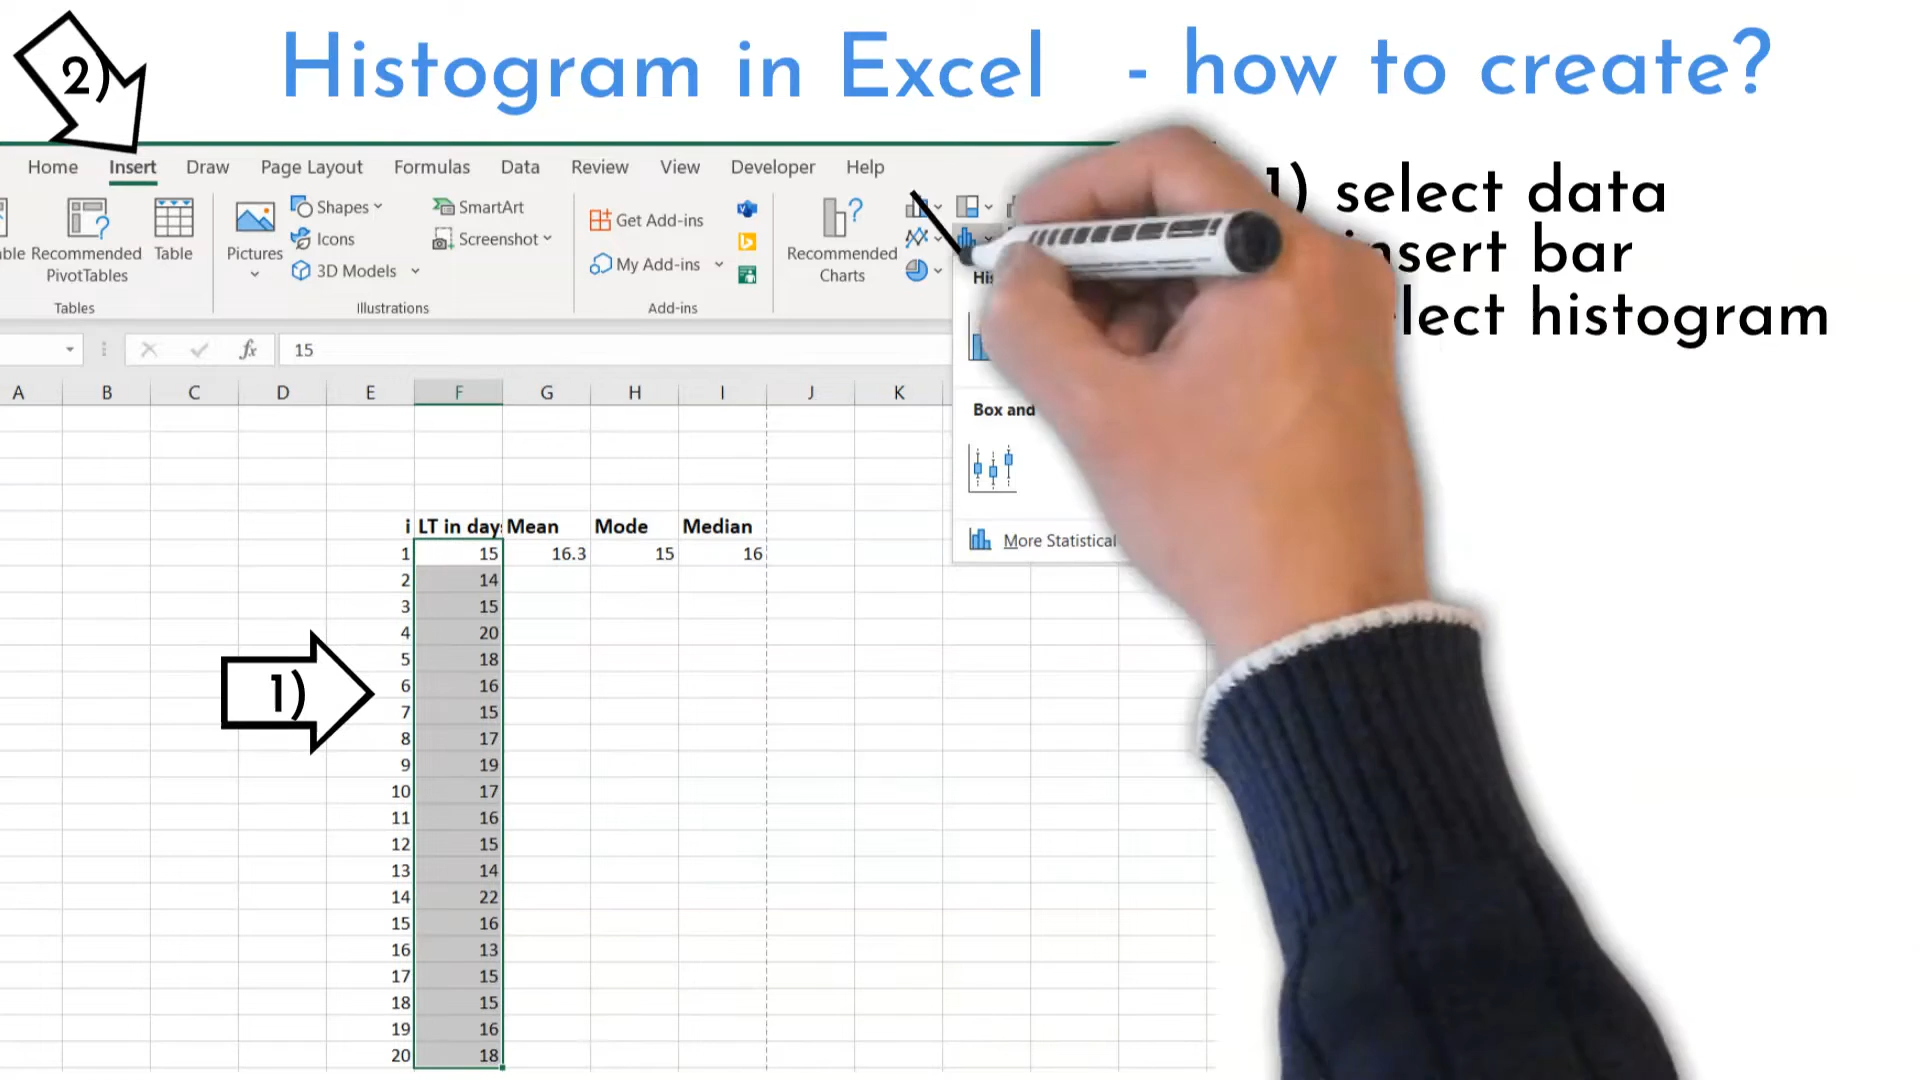 2)
Histogram in Excel - how to create?
Home Insert Draw Page Layout Formulas Data Review View Developer Help
1) select data
insert bar
select histogram
Shapes SmartArt Get Add-ins
Icons Screenshot
3D Models My Add-ins
Recommended PivotTables
Table
Pictures
Recommended Charts
Tables Illustrations Add-ins
fx 15
A B C D E F G H I J K
Box and
More Statistical
i LT in day Mean Mode Median
1 15 16.3 15 16
2 14
3 15
4 20
5 18
6 16
1)
7 15
8 17
9 19
10 17
11 16
12 15
13 14
14 22
15 16
16 13
17 15
18 15
19 16
20 18